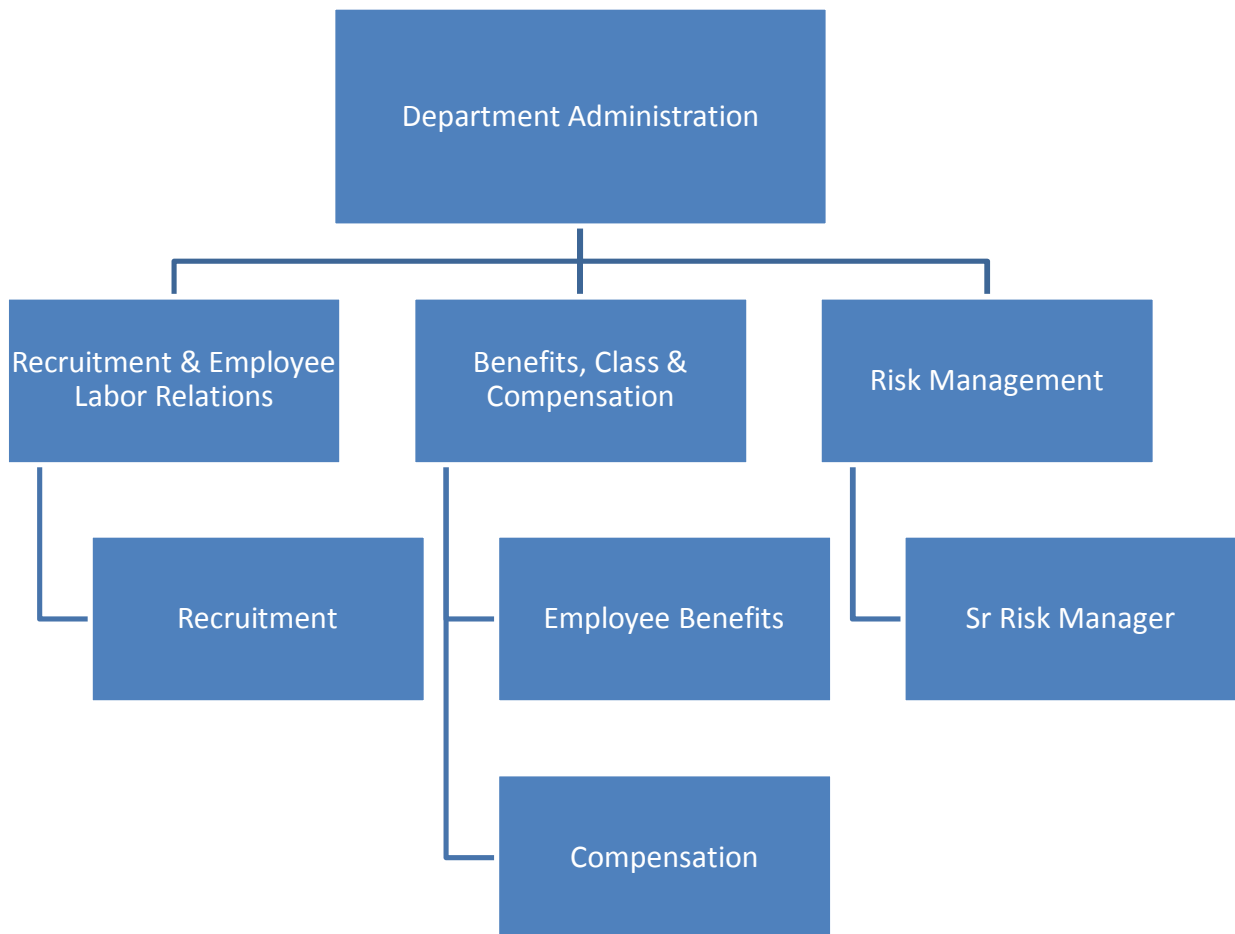 Department Administration
Recruitment & Employee
Labor Relations
Benefits, Class &
Compensation
Risk Management
Recruitment
Employee Benefits
Sr Risk Manager
Compensation